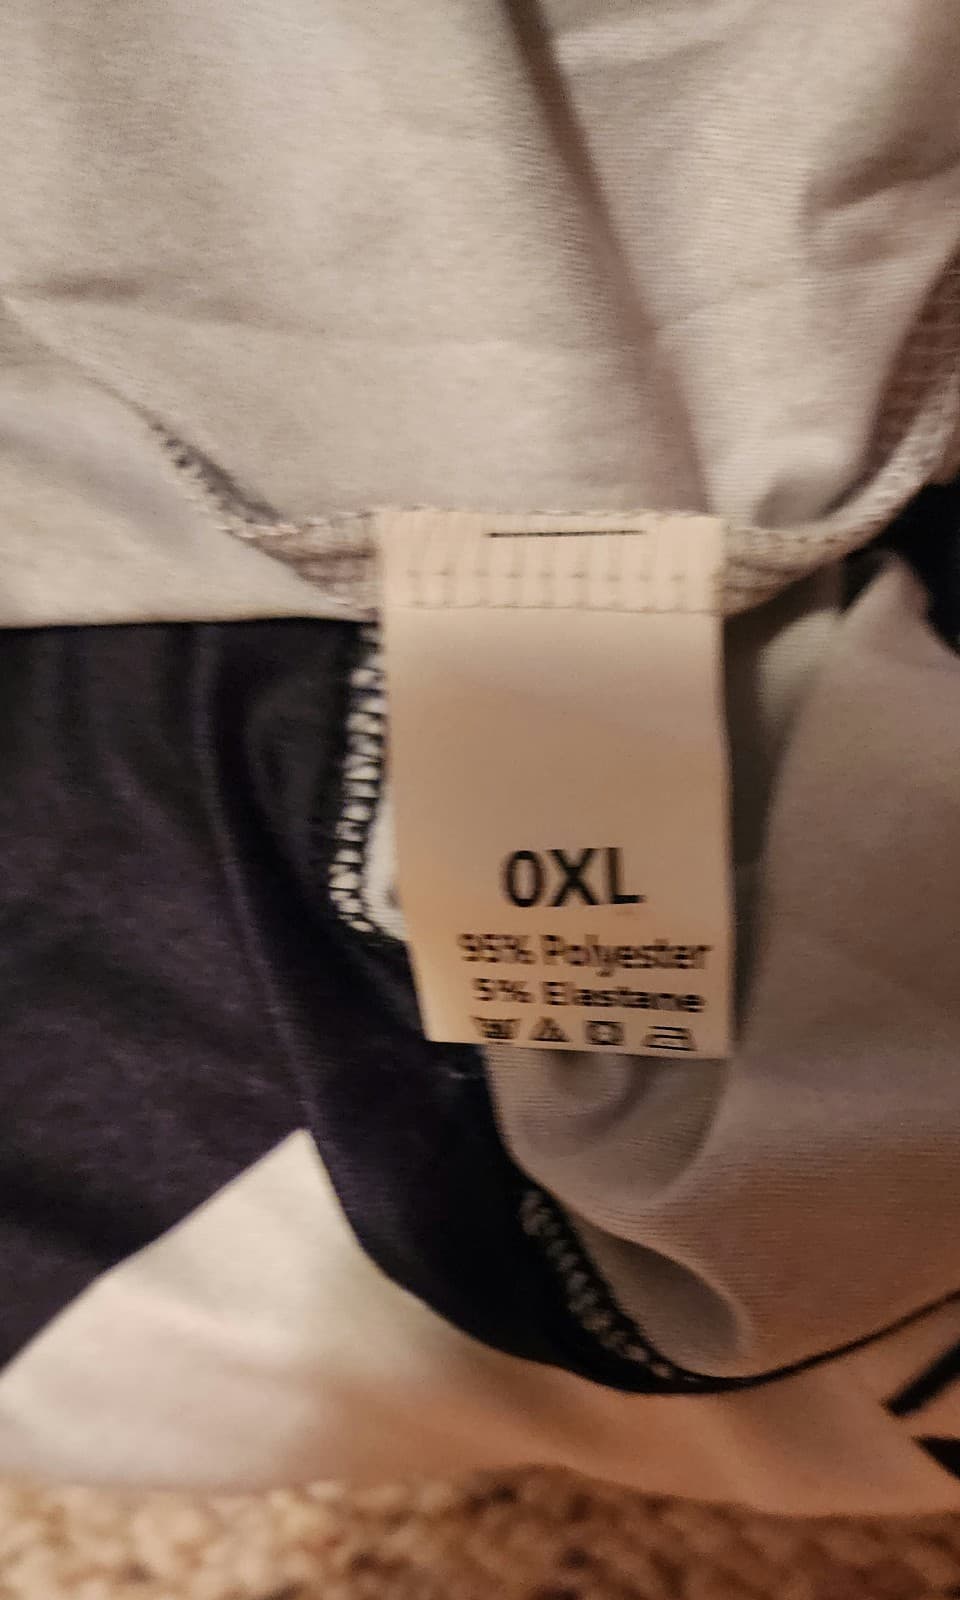 0XL
95% Polyester
5% Elastane